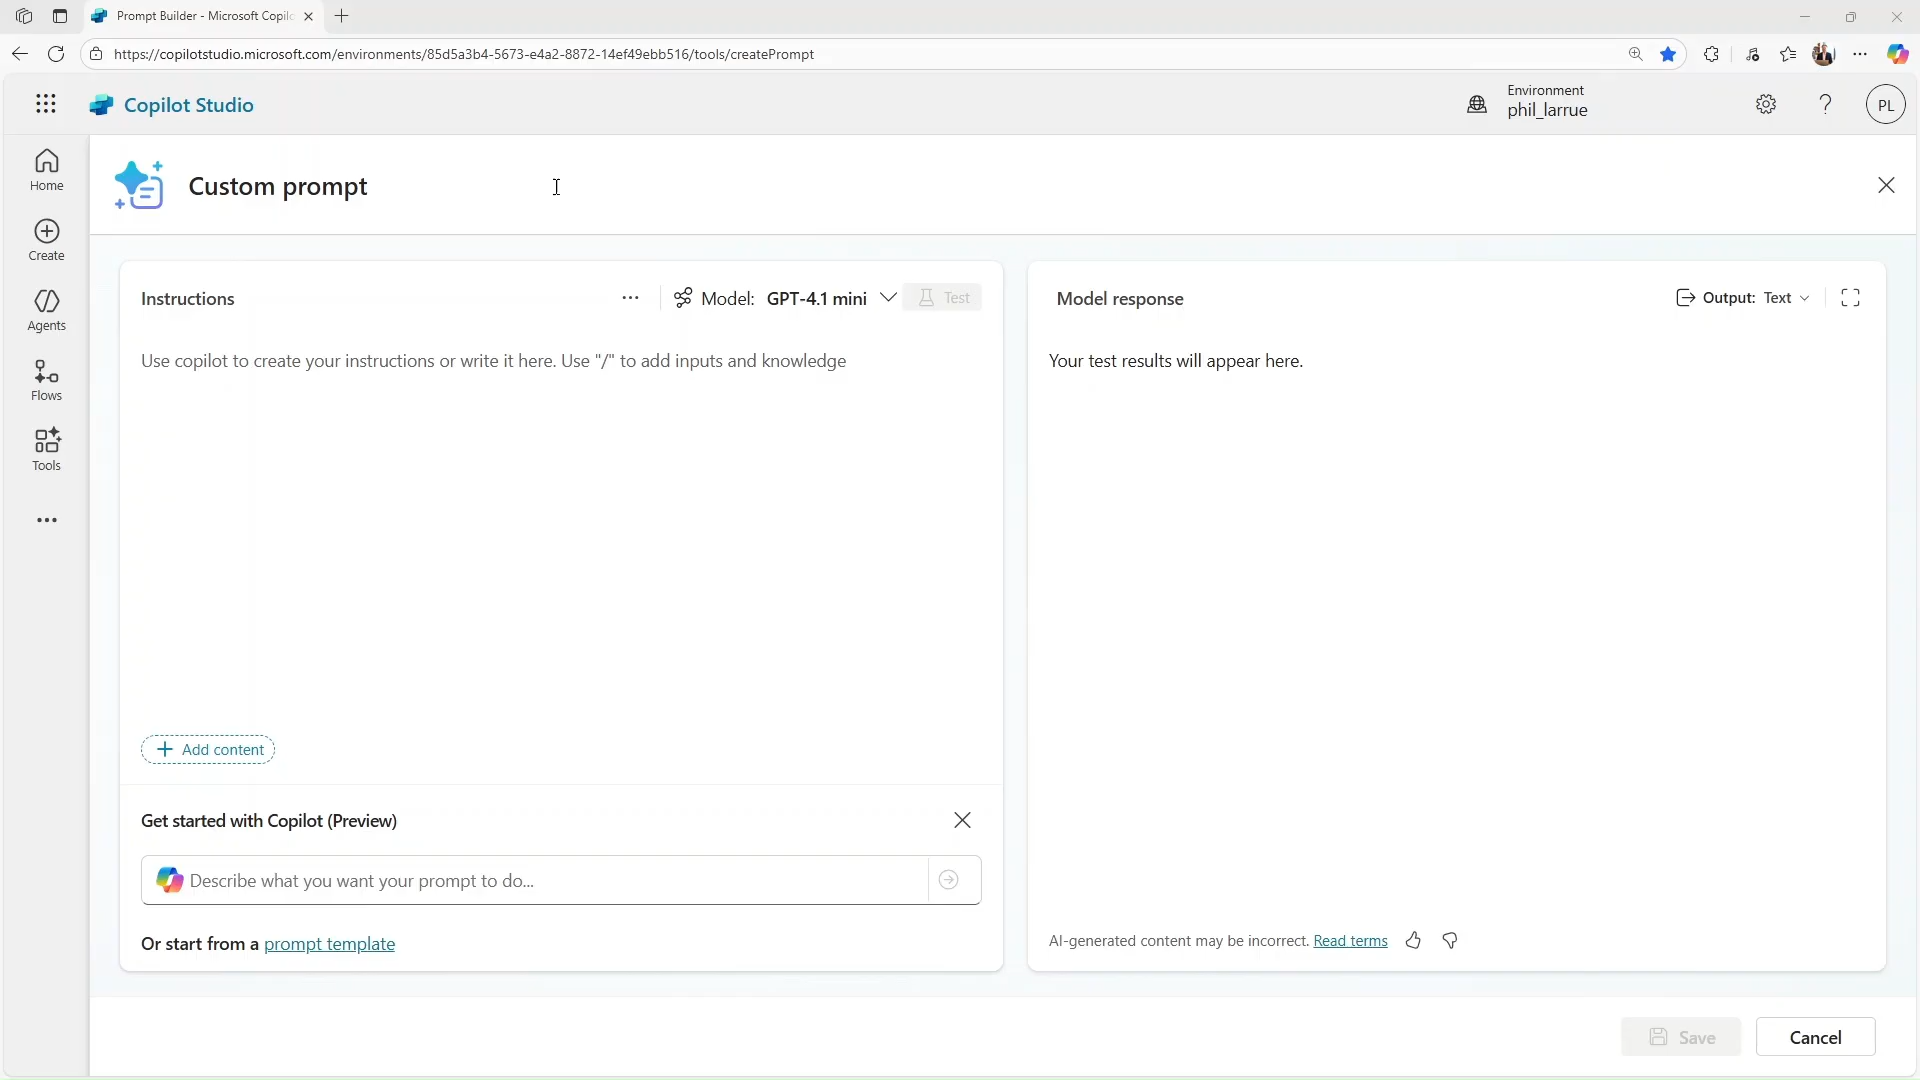 Prompt Builder - Microsoft Copilo
https://copilotstudio.microsoft.com/environments/85d5a3b4-5673-e4a2-8872-14ef49ebb516/tools/createPrompt
Copilot Studio
Environment
phil_larrue
PL
Home
Create
Agents
Flows
Tools
Custom prompt
Instructions
Model: GPT-4.1 mini
Test
Use copilot to create your instructions or write it here. Use "/" to add inputs and knowledge
Add content
Get started with Copilot (Preview)
Describe what you want your prompt to do...
Or start from a prompt template
Model response
Output: Text
Your test results will appear here.
AI-generated content may be incorrect. Read terms
Save
Cancel